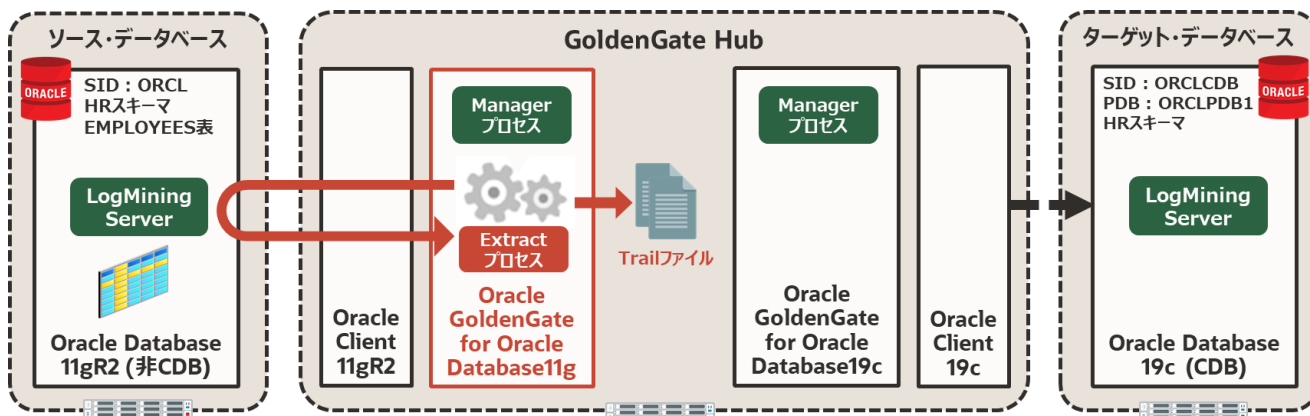 ソース・データベース
ORACLE
SID：ORCL
HRスキーマ
EMPLOYEES表
LogMining
Server
Oracle Database
11gR2 (非CDB)
GoldenGate Hub
Oracle
Client
11gR2
Manager
プロセス
Extract
プロセス
Oracle
GoldenGate
for Oracle
Database11g
Trailファイル
Manager
プロセス
Oracle
GoldenGate
for Oracle
Database19c
Oracle
Client
19c
ターゲット・データベース
SID：ORCLCDB
PDB：ORCLPDB1
HRスキーマ
ORACLE
LogMining
Server
Oracle Database
19c (CDB)